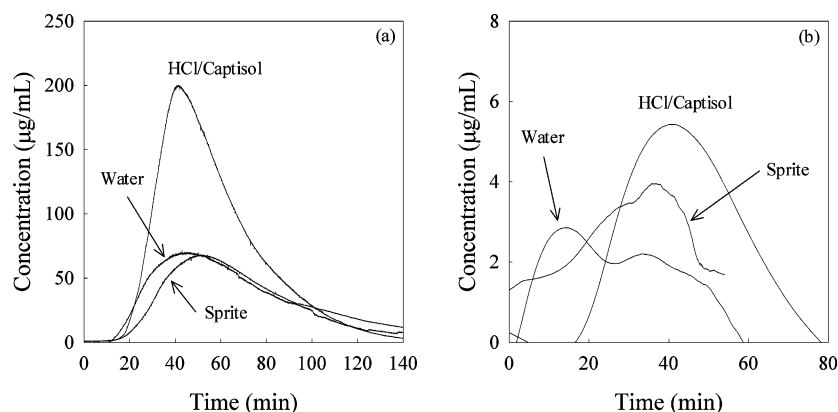 250
200
150
100
50
0
0 20 40 60 80 100 120 140
Concentration (µg/mL)
Time (min)
(a)
HCl/Captisol
Water
Sprite
8
6
4
2
0
0 20 40 60 80
Concentration (µg/mL)
Time (min)
(b)
HCl/Captisol
Water
Sprite